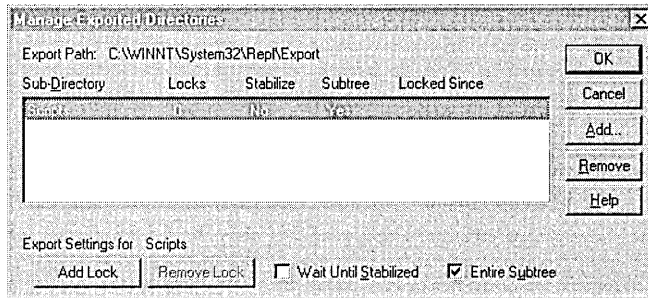 Manage Exported Directories
Export Path: C:\WINNT\System32\Repl\Export
Sub-Directory Locks Stabilize Subtree Locked Since
Scripts 0 No Yes
OK
Cancel
Add...
Remove
Help
Export Settings for Scripts
Add Lock Remove Lock Wait Until Stabilized Entire Subtree